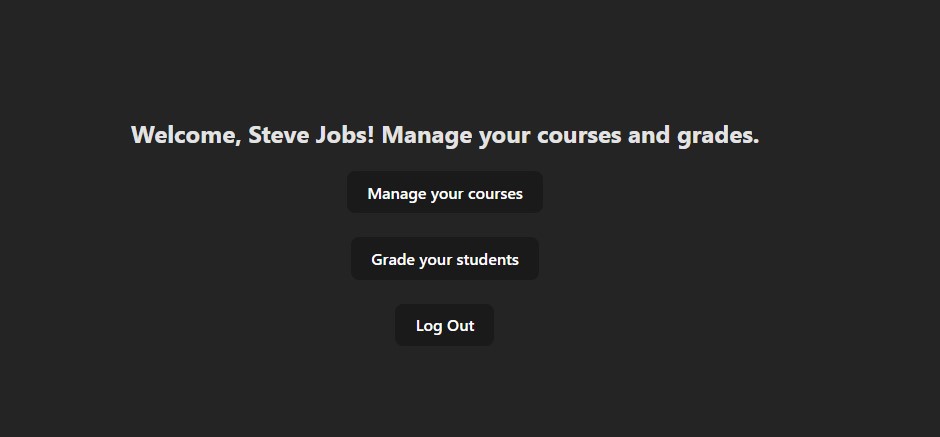 Welcome, Steve Jobs! Manage your courses and grades.
Manage your courses
Grade your students
Log Out